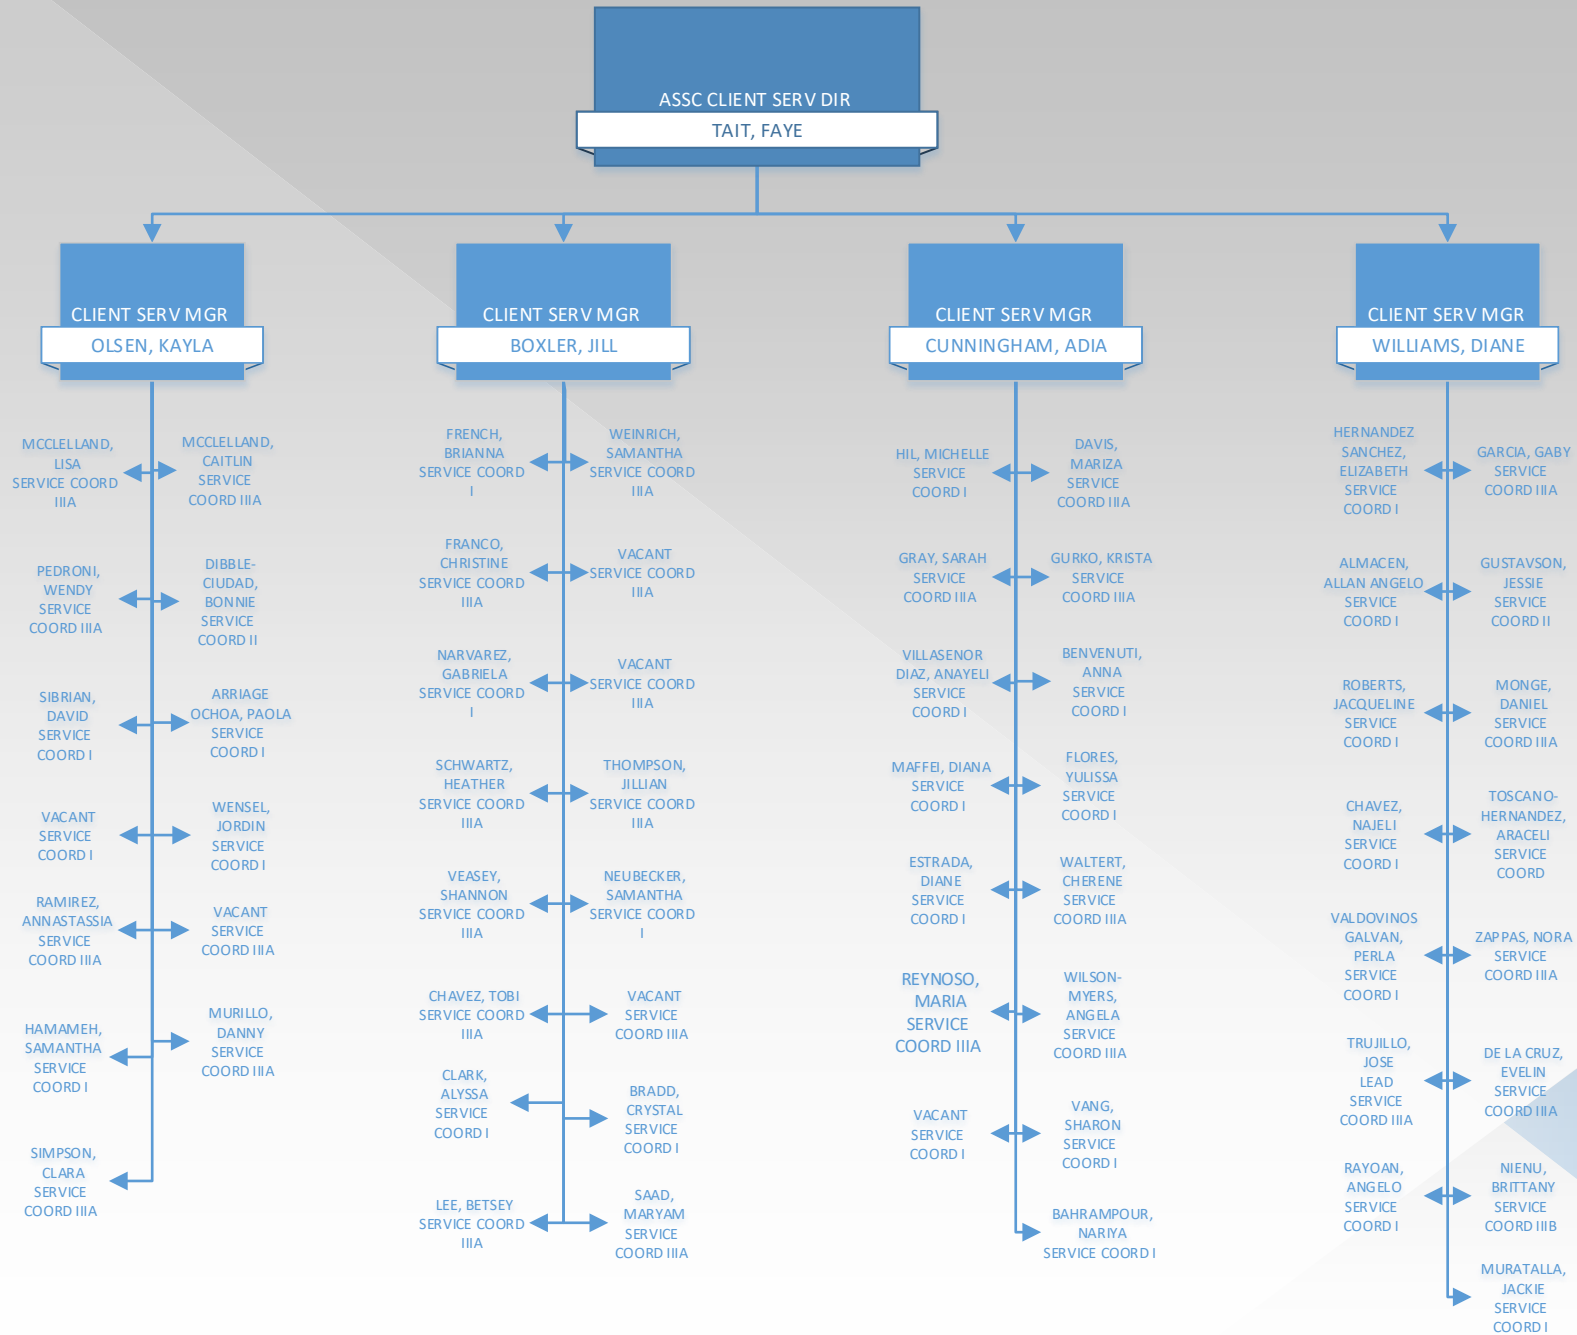 ASSC CLIENT SERV DIR
TAIT, FAYE
CLIENT SERV MGR
OLSEN, KAYLA
MCCLELLAND,
LISA
SERVICE COORD
IIIA
MCCLELLAND,
CAITLIN
SERVICE
COORD IIIA
PEDRONI,
WENDY
SERVICE
COORD IIIA
DIBBLE-
CIUDAD,
BONNIE
SERVICE
COORD II
SIBRIAN,
DAVID
SERVICE
COORD I
ARRIAGE
OCHOA, PAOLA
SERVICE
COORD I
VACANT
SERVICE
COORD I
WENSEL,
JORDIN
SERVICE
COORD I
RAMIREZ,
ANNASTASSIA
SERVICE
COORD IIIA
VACANT
SERVICE
COORD IIIA
HAMAMEH,
SAMANTHA
SERVICE
COORD I
MURILLO,
DANNY
SERVICE
COORD IIIA
SIMPSON,
CLARA
SERVICE
COORD IIIA
CLIENT SERV MGR
BOXLER, JILL
FRENCH,
BRIANNA
SERVICE COORD
I
WEINRICH,
SAMANTHA
SERVICE COORD
IIIA
FRANCO,
CHRISTINE
SERVICE COORD
IIIA
VACANT
SERVICE COORD
IIIA
NARVAREZ,
GABRIELA
SERVICE COORD
I
VACANT
SERVICE COORD
IIIA
SCHWARTZ,
HEATHER
SERVICE COORD
IIIA
THOMPSON,
JILLIAN
SERVICE COORD
IIIA
VEASEY,
SHANNON
SERVICE COORD
IIIA
NEUBECKER,
SAMANTHA
SERVICE COORD
I
CHAVEZ, TOBI
SERVICE COORD
IIIA
VACANT
SERVICE
COORD IIIA
CLARK,
ALYSSA
SERVICE
COORD I
BRADD,
CRYSTAL
SERVICE
COORD I
LEE, BETSEY
SERVICE COORD
IIIA
SAAD,
MARYAM
SERVICE
COORD IIIA
CLIENT SERV MGR
CUNNINGHAM, ADIA
HIL, MICHELLE
SERVICE
COORD I
DAVIS,
MARIZA
SERVICE
COORD IIIA
GRAY, SARAH
SERVICE
COORD IIIA
GURKO, KRISTA
SERVICE
COORD IIIA
VILLASENOR
DIAZ, ANAYELI
SERVICE
COORD I
BENVENUTI,
ANNA
SERVICE
COORD I
MAFFEI, DIANA
SERVICE
COORD I
FLORES,
YULISSA
SERVICE
COORD I
ESTRADA,
DIANE
SERVICE
COORD I
WALTERT,
CHERENE
SERVICE
COORD IIIA
REYNOSO,
MARIA
SERVICE
COORD IIIA
WILSON-
MYERS,
ANGELA
SERVICE
COORD IIIA
VACANT
SERVICE
COORD I
VANG,
SHARON
SERVICE
COORD I
BAHRAMPOUR,
NARIYA
SERVICE COORD I
CLIENT SERV MGR
WILLIAMS, DIANE
HERNANDEZ
SANCHEZ,
ELIZABETH
SERVICE
COORD I
GARCIA, GABY
SERVICE
COORD IIIA
ALMACEN,
ALLAN ANGELO
SERVICE
COORD I
GUSTAVSON,
JESSIE
SERVICE
COORD II
ROBERTS,
JACQUELINE
SERVICE
COORD I
MONGE,
DANIEL
SERVICE
COORD IIIA
CHAVEZ,
NAJELI
SERVICE
COORD I
TOSCANO-
HERNANDEZ,
ARACELI
SERVICE
COORD
VALDOVINOS
GALVAN,
PERLA
SERVICE
COORD I
ZAPPAS, NORA
SERVICE
COORD IIIA
TRUJILLO,
JOSE
LEAD
SERVICE
COORD IIIA
DE LA CRUZ,
EVELIN
SERVICE
COORD IIIA
RAYOAN,
ANGELO
SERVICE
COORD I
NIENU,
BRITTANY
SERVICE
COORD IIIB
MURATALLA,
JACKIE
SERVICE
COORD I